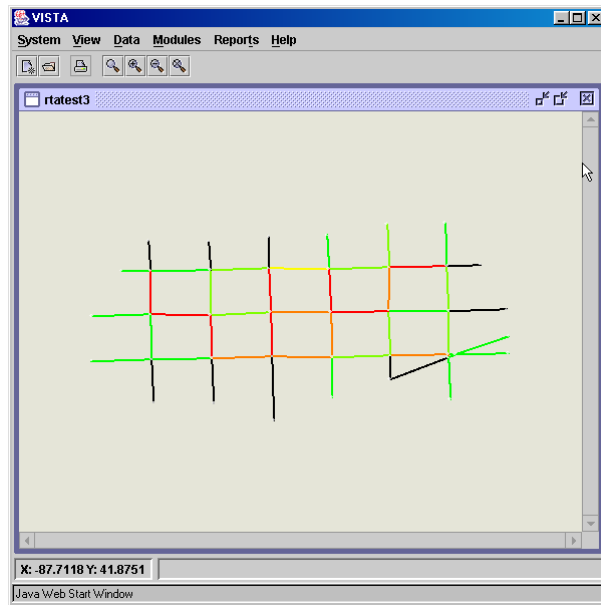 VISTA
System View Data Modules Reports Help
rtatest3
X: -87.7118 Y: 41.8751
Java Web Start Window